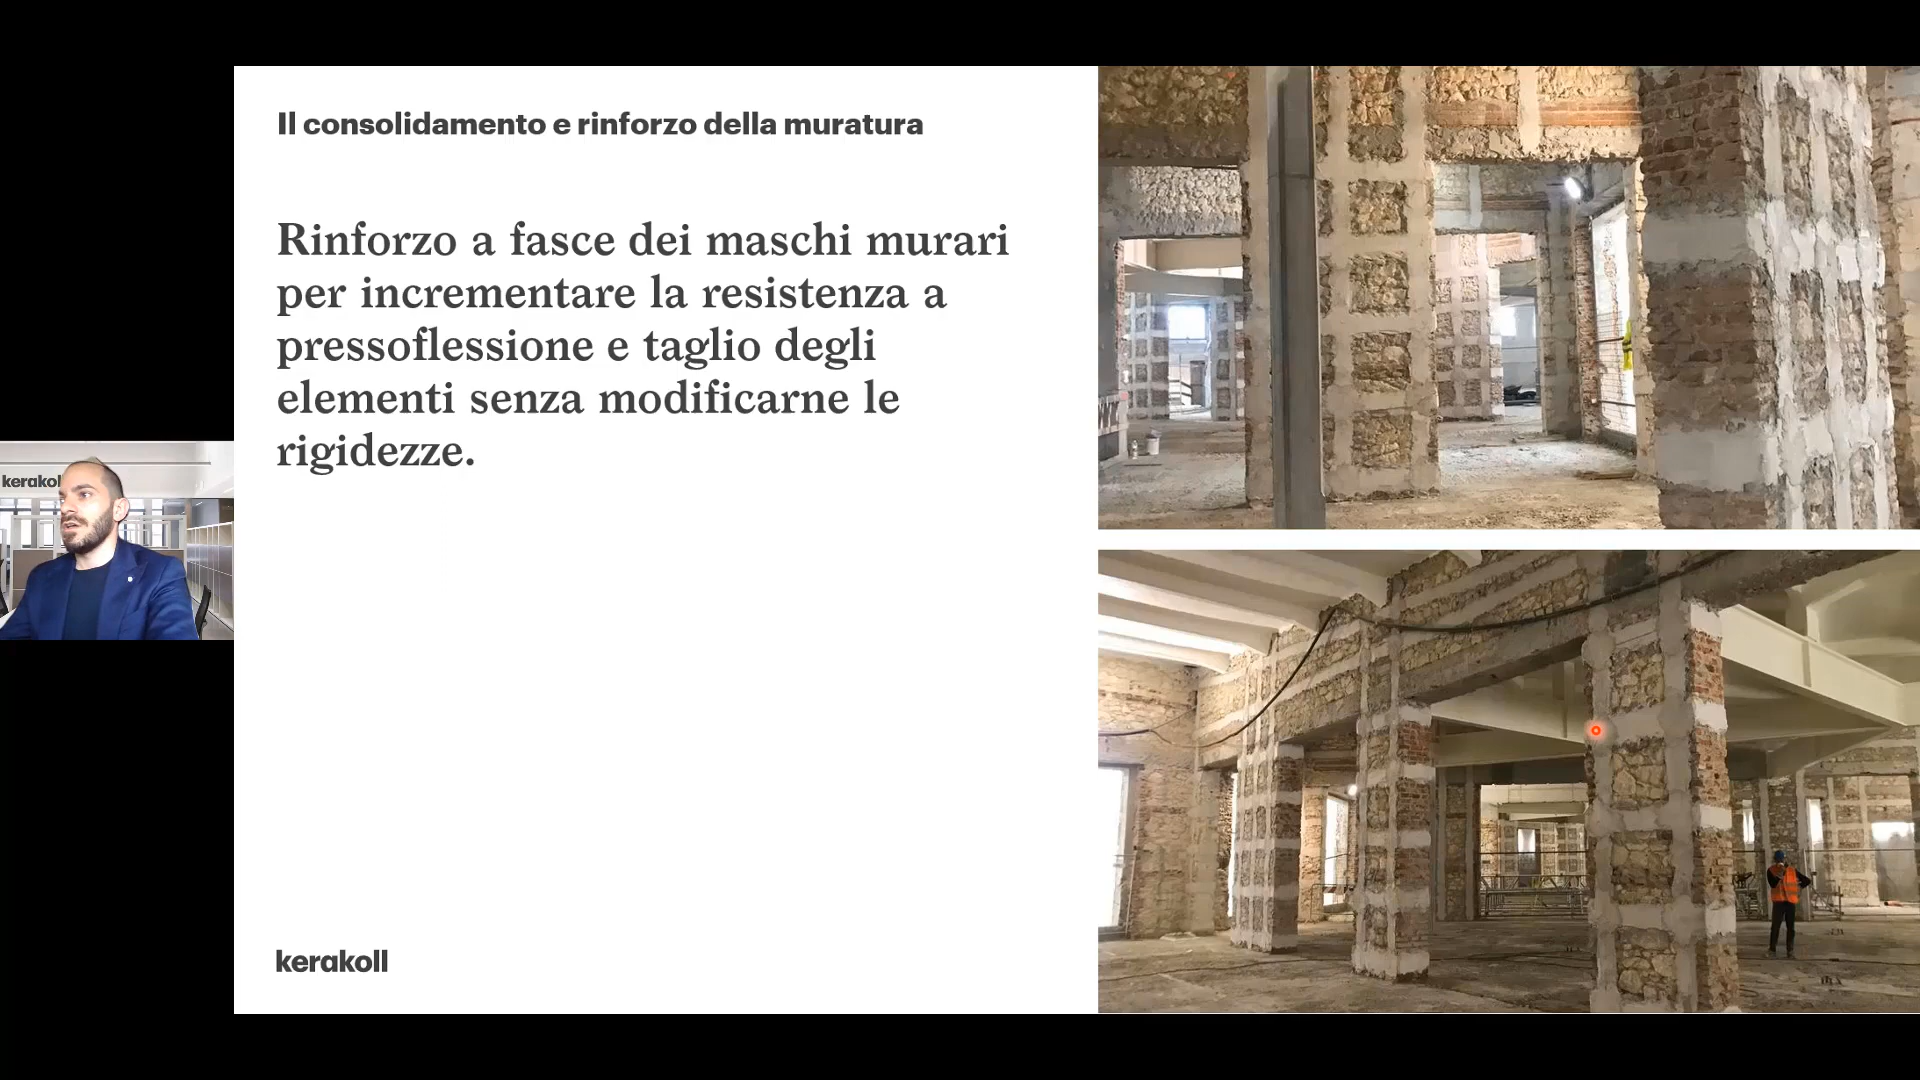 Il consolidamento e rinforzo della muratura
Rinforzo a fasce dei maschi murari
per incrementare la resistenza a
pressoflessione e taglio degli
elementi senza modificarne le
rigidezze.
kerakol
kerakoll